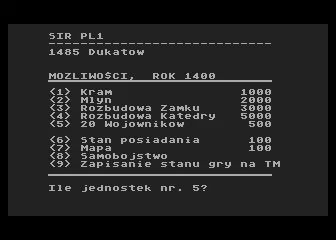 SIR PL1
1485 Dukatow
MOZLIWOŚCI, ROK 1400
(1) Kram 1000
(2) Mlyn 2000
(3) Rozbudowa Zamku 3000
(4) Rozbudowa Katedry 5000
(5) 20 Wojownikow 500
(6) Stan posiadania 100
(7) Mapa 100
(8) Samobojstwo
(9) Zapisanie stanu gry na TM
Ile jednostek nr. 5?